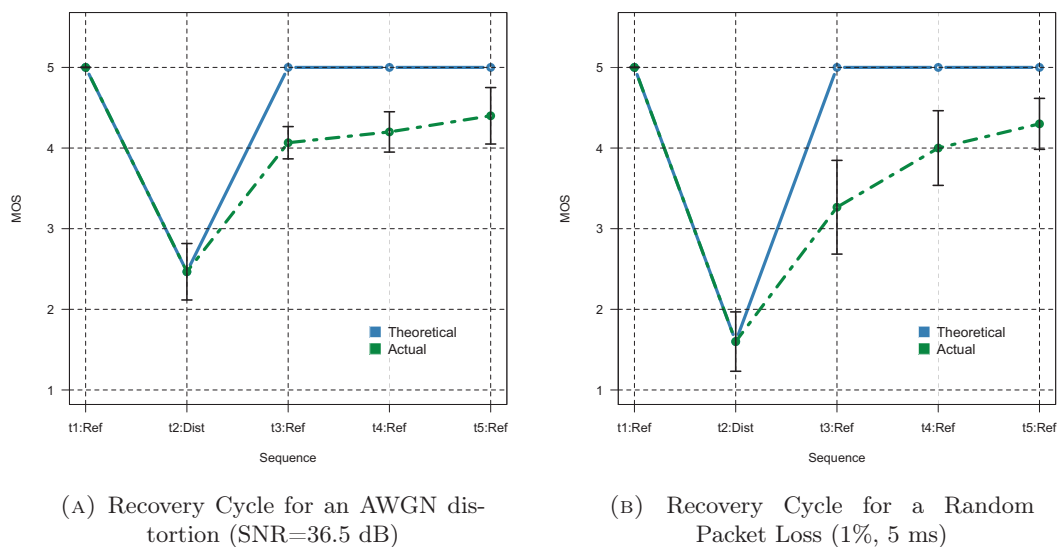 5
4
3
2
1
MOS
Theoretical
Actual
t1:Ref t2:Dist t3:Ref t4:Ref t5:Ref
Sequence
(A) Recovery Cycle for an AWGN dis-
tortion (SNR=36.5 dB)
5
4
3
2
1
MOS
Theoretical
Actual
t1:Ref t2:Dist t3:Ref t4:Ref t5:Ref
Sequence
(B) Recovery Cycle for a Random
Packet Loss (1%, 5 ms)